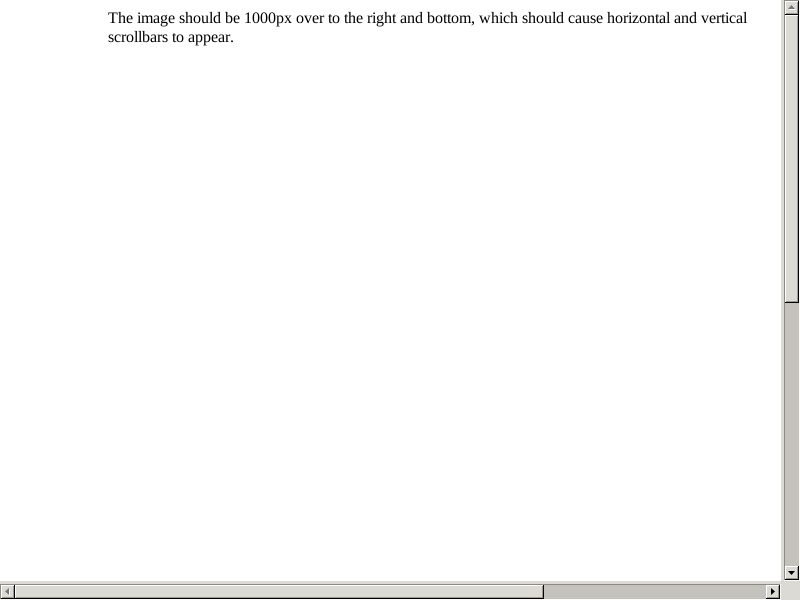 The image should be 1000px over to the right and bottom, which should cause horizontal and vertical
scrollbars to appear.